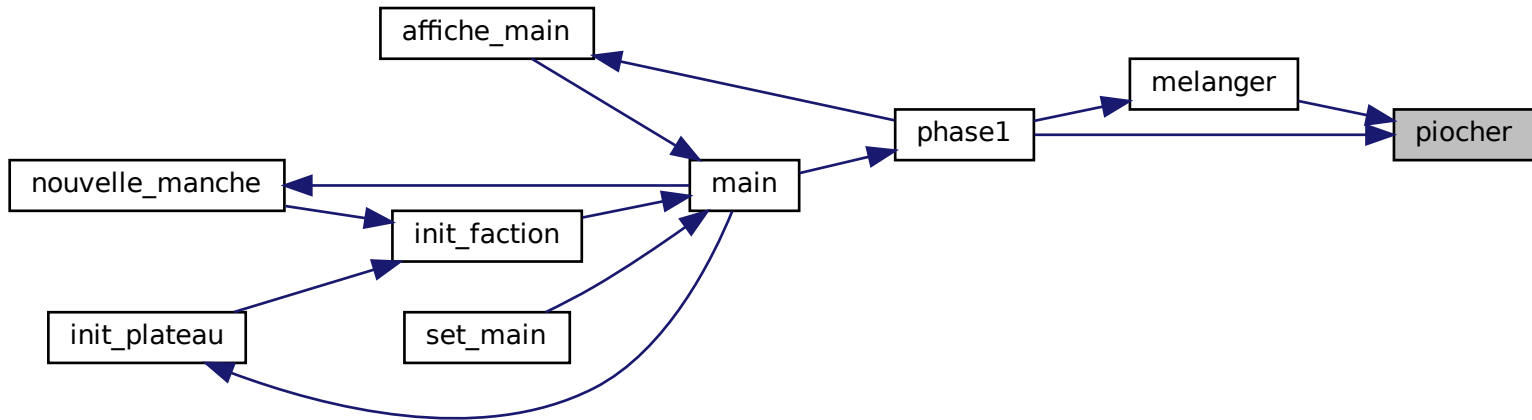 affiche_main
melanger
phase1
piocher
nouvelle_manche
main
init_faction
init_plateau
set_main